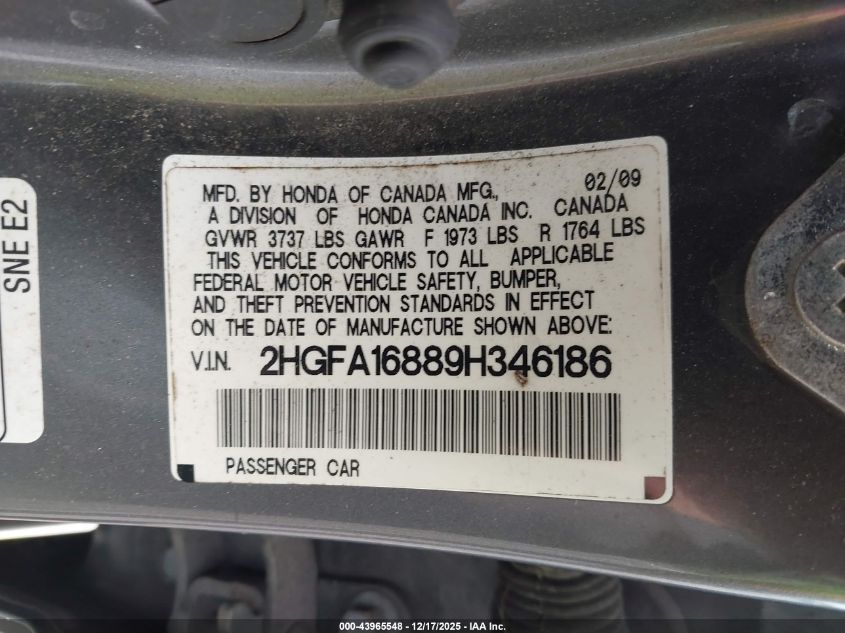 MFD. BY HONDA OF CANADA MFG., 02/09
A DIVISION OF HONDA CANADA INC. CANADA
GVWR 3737 LBS GAWR F 1973 LBS R 1764 LBS
THIS VEHICLE CONFORMS TO ALL APPLICABLE
FEDERAL MOTOR VEHICLE SAFETY, BUMPER,
AND THEFT PREVENTION STANDARDS IN EFFECT
ON THE DATE OF MANUFACTURE SHOWN ABOVE:
V.I.N. 2HGFA16889H346186
PASSENGER CAR
SNE E2
000-43965548 - 12/17/2025 - IAA Inc.